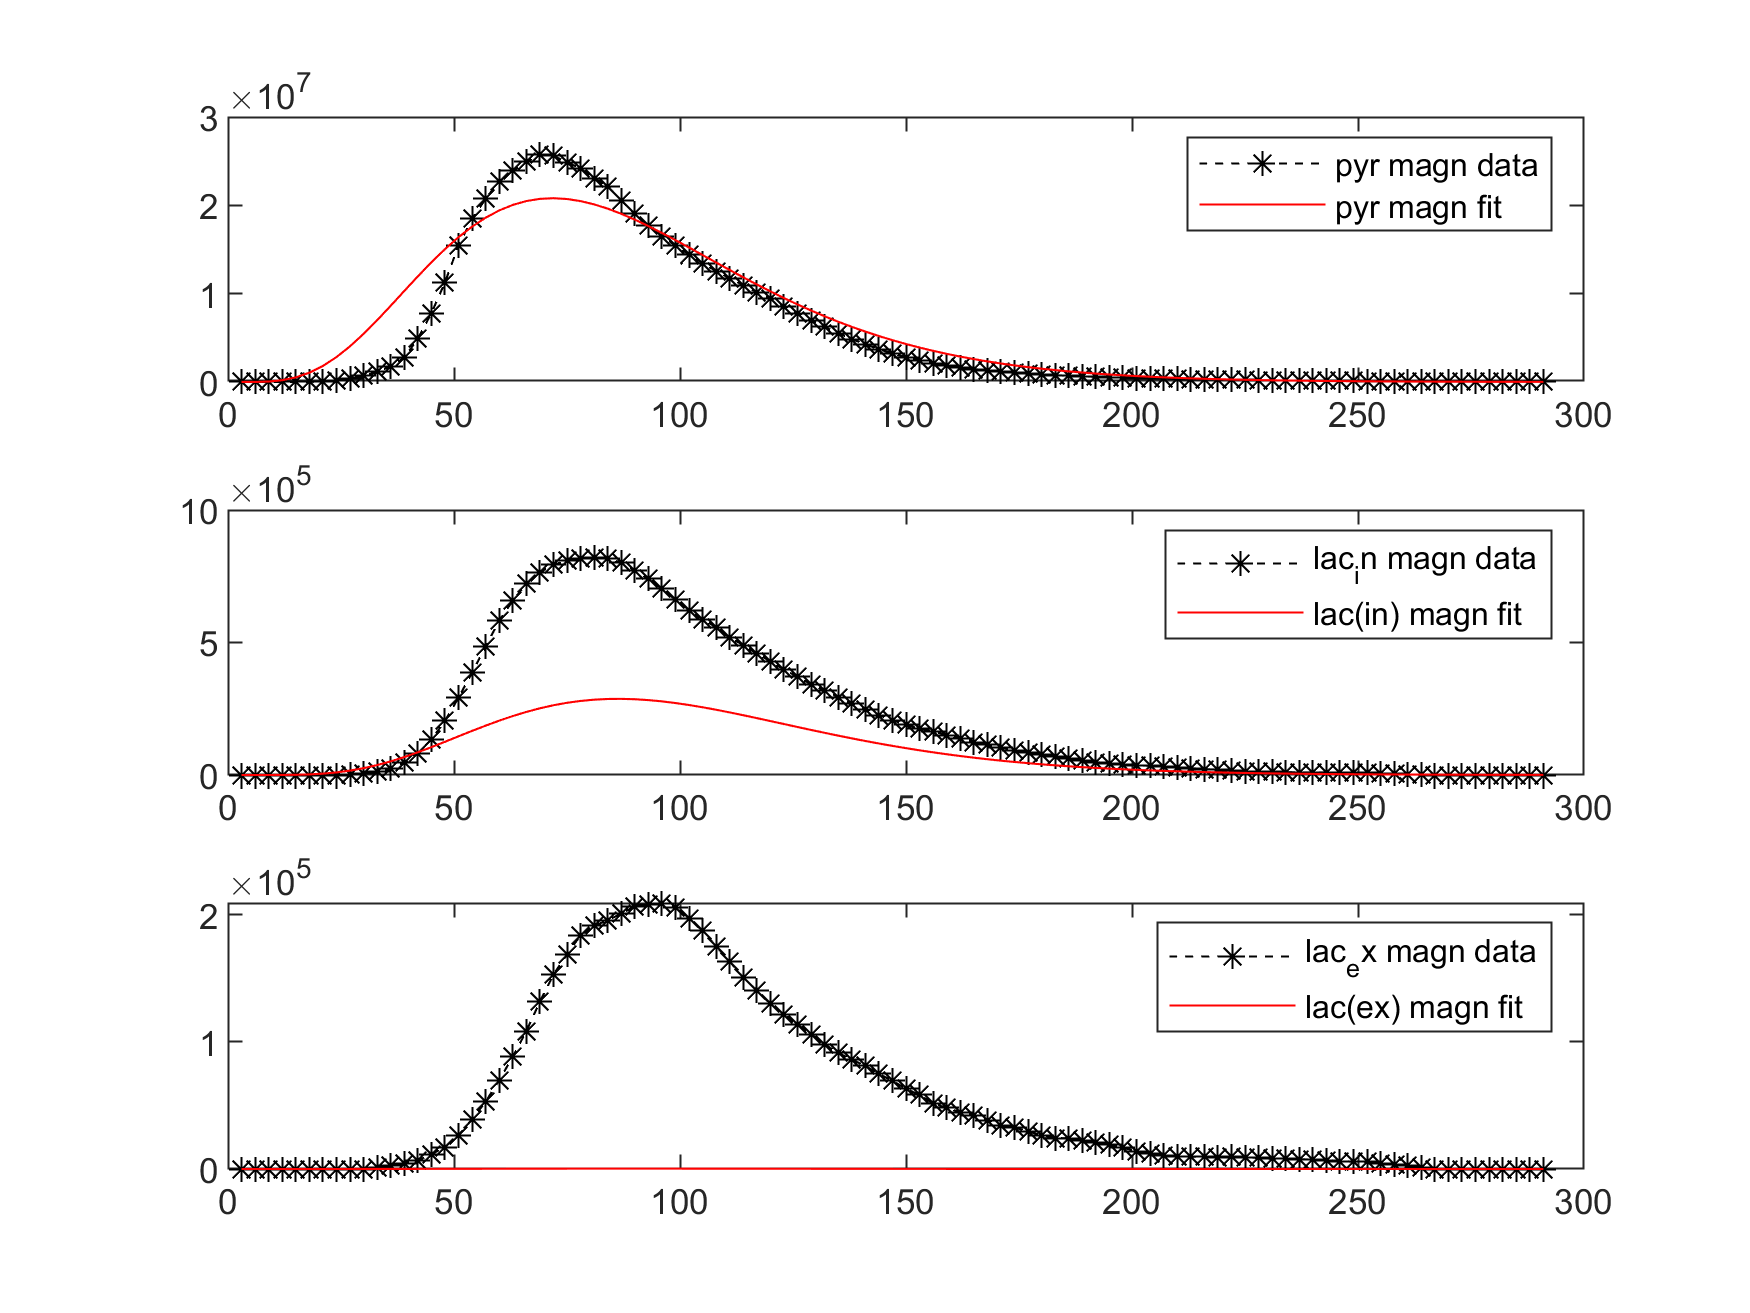 ×10^7
3
2
1
0
0 50 100 150 200 250 300
pyr magn data
pyr magn fit
×10^5
10
5
0
0 50 100 150 200 250 300
lac_in magn data
lac(in) magn fit
×10^5
2
1
0
0 50 100 150 200 250 300
lac_ex magn data
lac(ex) magn fit